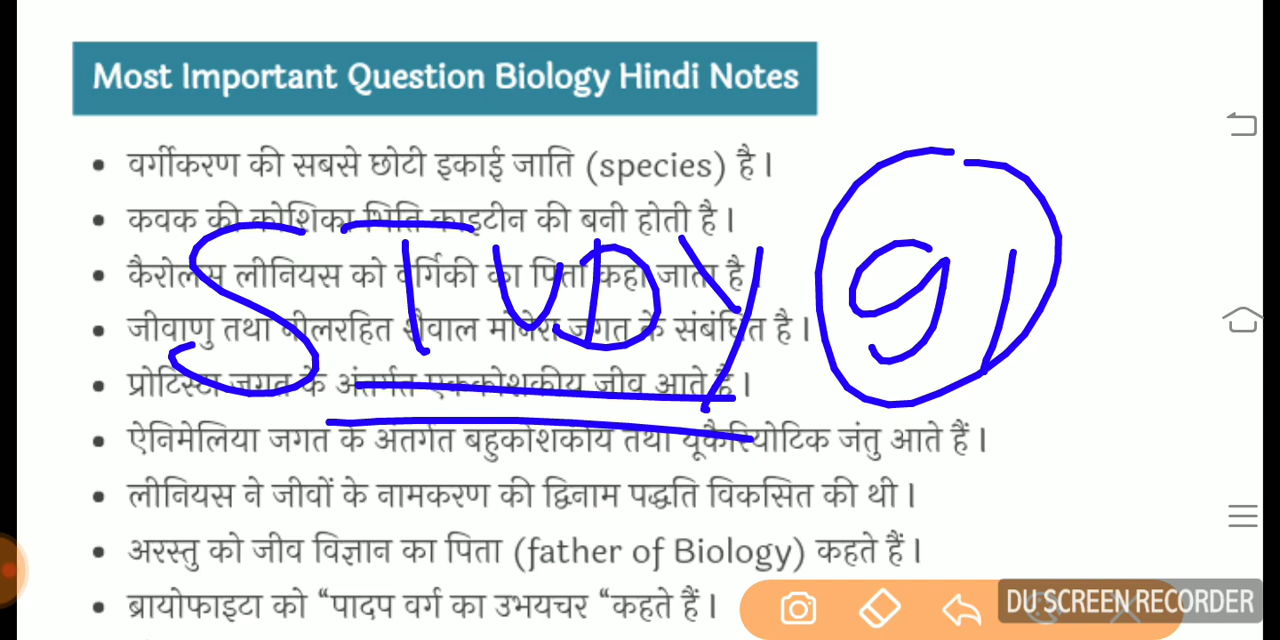 Most Important Question Biology Hindi Notes
• वर्गीकरण की सबसे छोटी इकाई जाति (species) है ।
• कवक की कोशिका भिति काइटीन की बनी होती है ।
• कैरोलस लीनियस को वर्गिकी का पिता कहा जाता है ।
• जीवाणु तथा नीलरहित शैवाल मोनेरा जगत के संबंधित है ।
• प्रोटिस्टा जगत के अंतर्गत एककोशकीय जीव आते है ।
• ऐनिमेलिया जगत के अंतर्गत बहुकोशकीय तथा यूकैरियोटिक जंतु आते हैं ।
• लीनियस ने जीवों के नामकरण की द्विनाम पद्धति विकसित की थी ।
• अरस्तु को जीव विज्ञान का पिता (father of Biology) कहते हैं ।
• ब्रायोफाइटा को “पादप वर्ग का उभयचर “कहते हैं ।
STUDY 91
DU SCREEN RECORDER